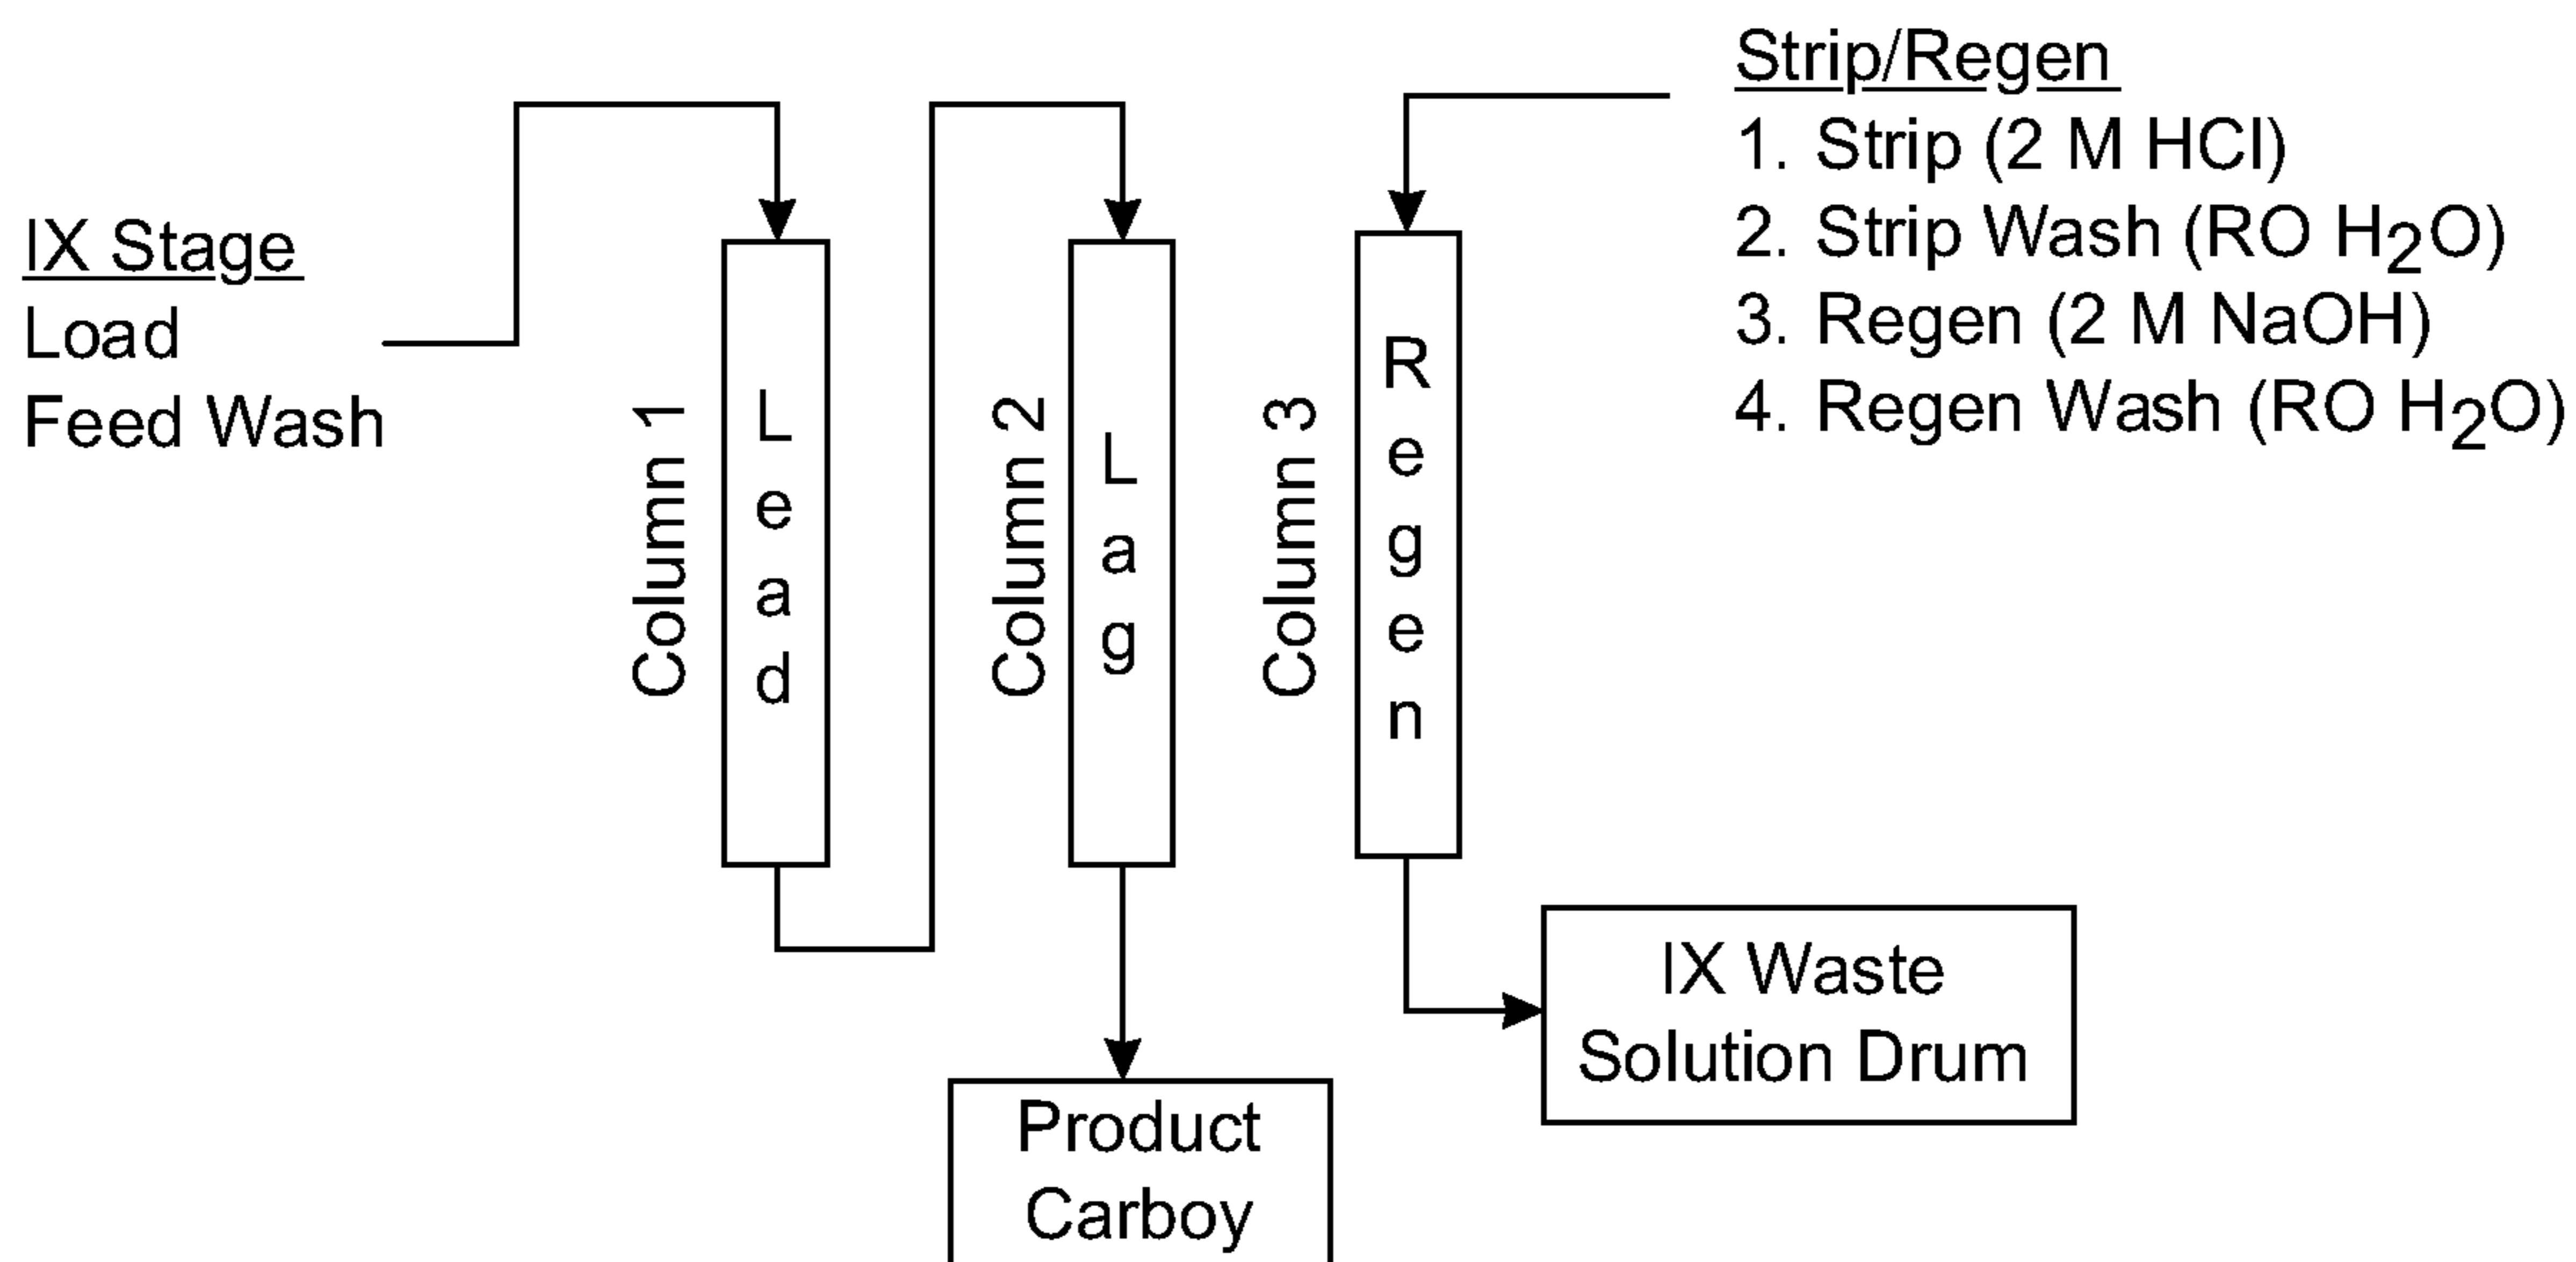 IX Stage
Load
Feed Wash
Column 1
Lead
Column 2
Lag
Column 3
Regen
Strip/Regen
1. Strip (2 M HCl)
2. Strip Wash (RO H₂O)
3. Regen (2 M NaOH)
4. Regen Wash (RO H₂O)
Product
Carboy
IX Waste
Solution Drum